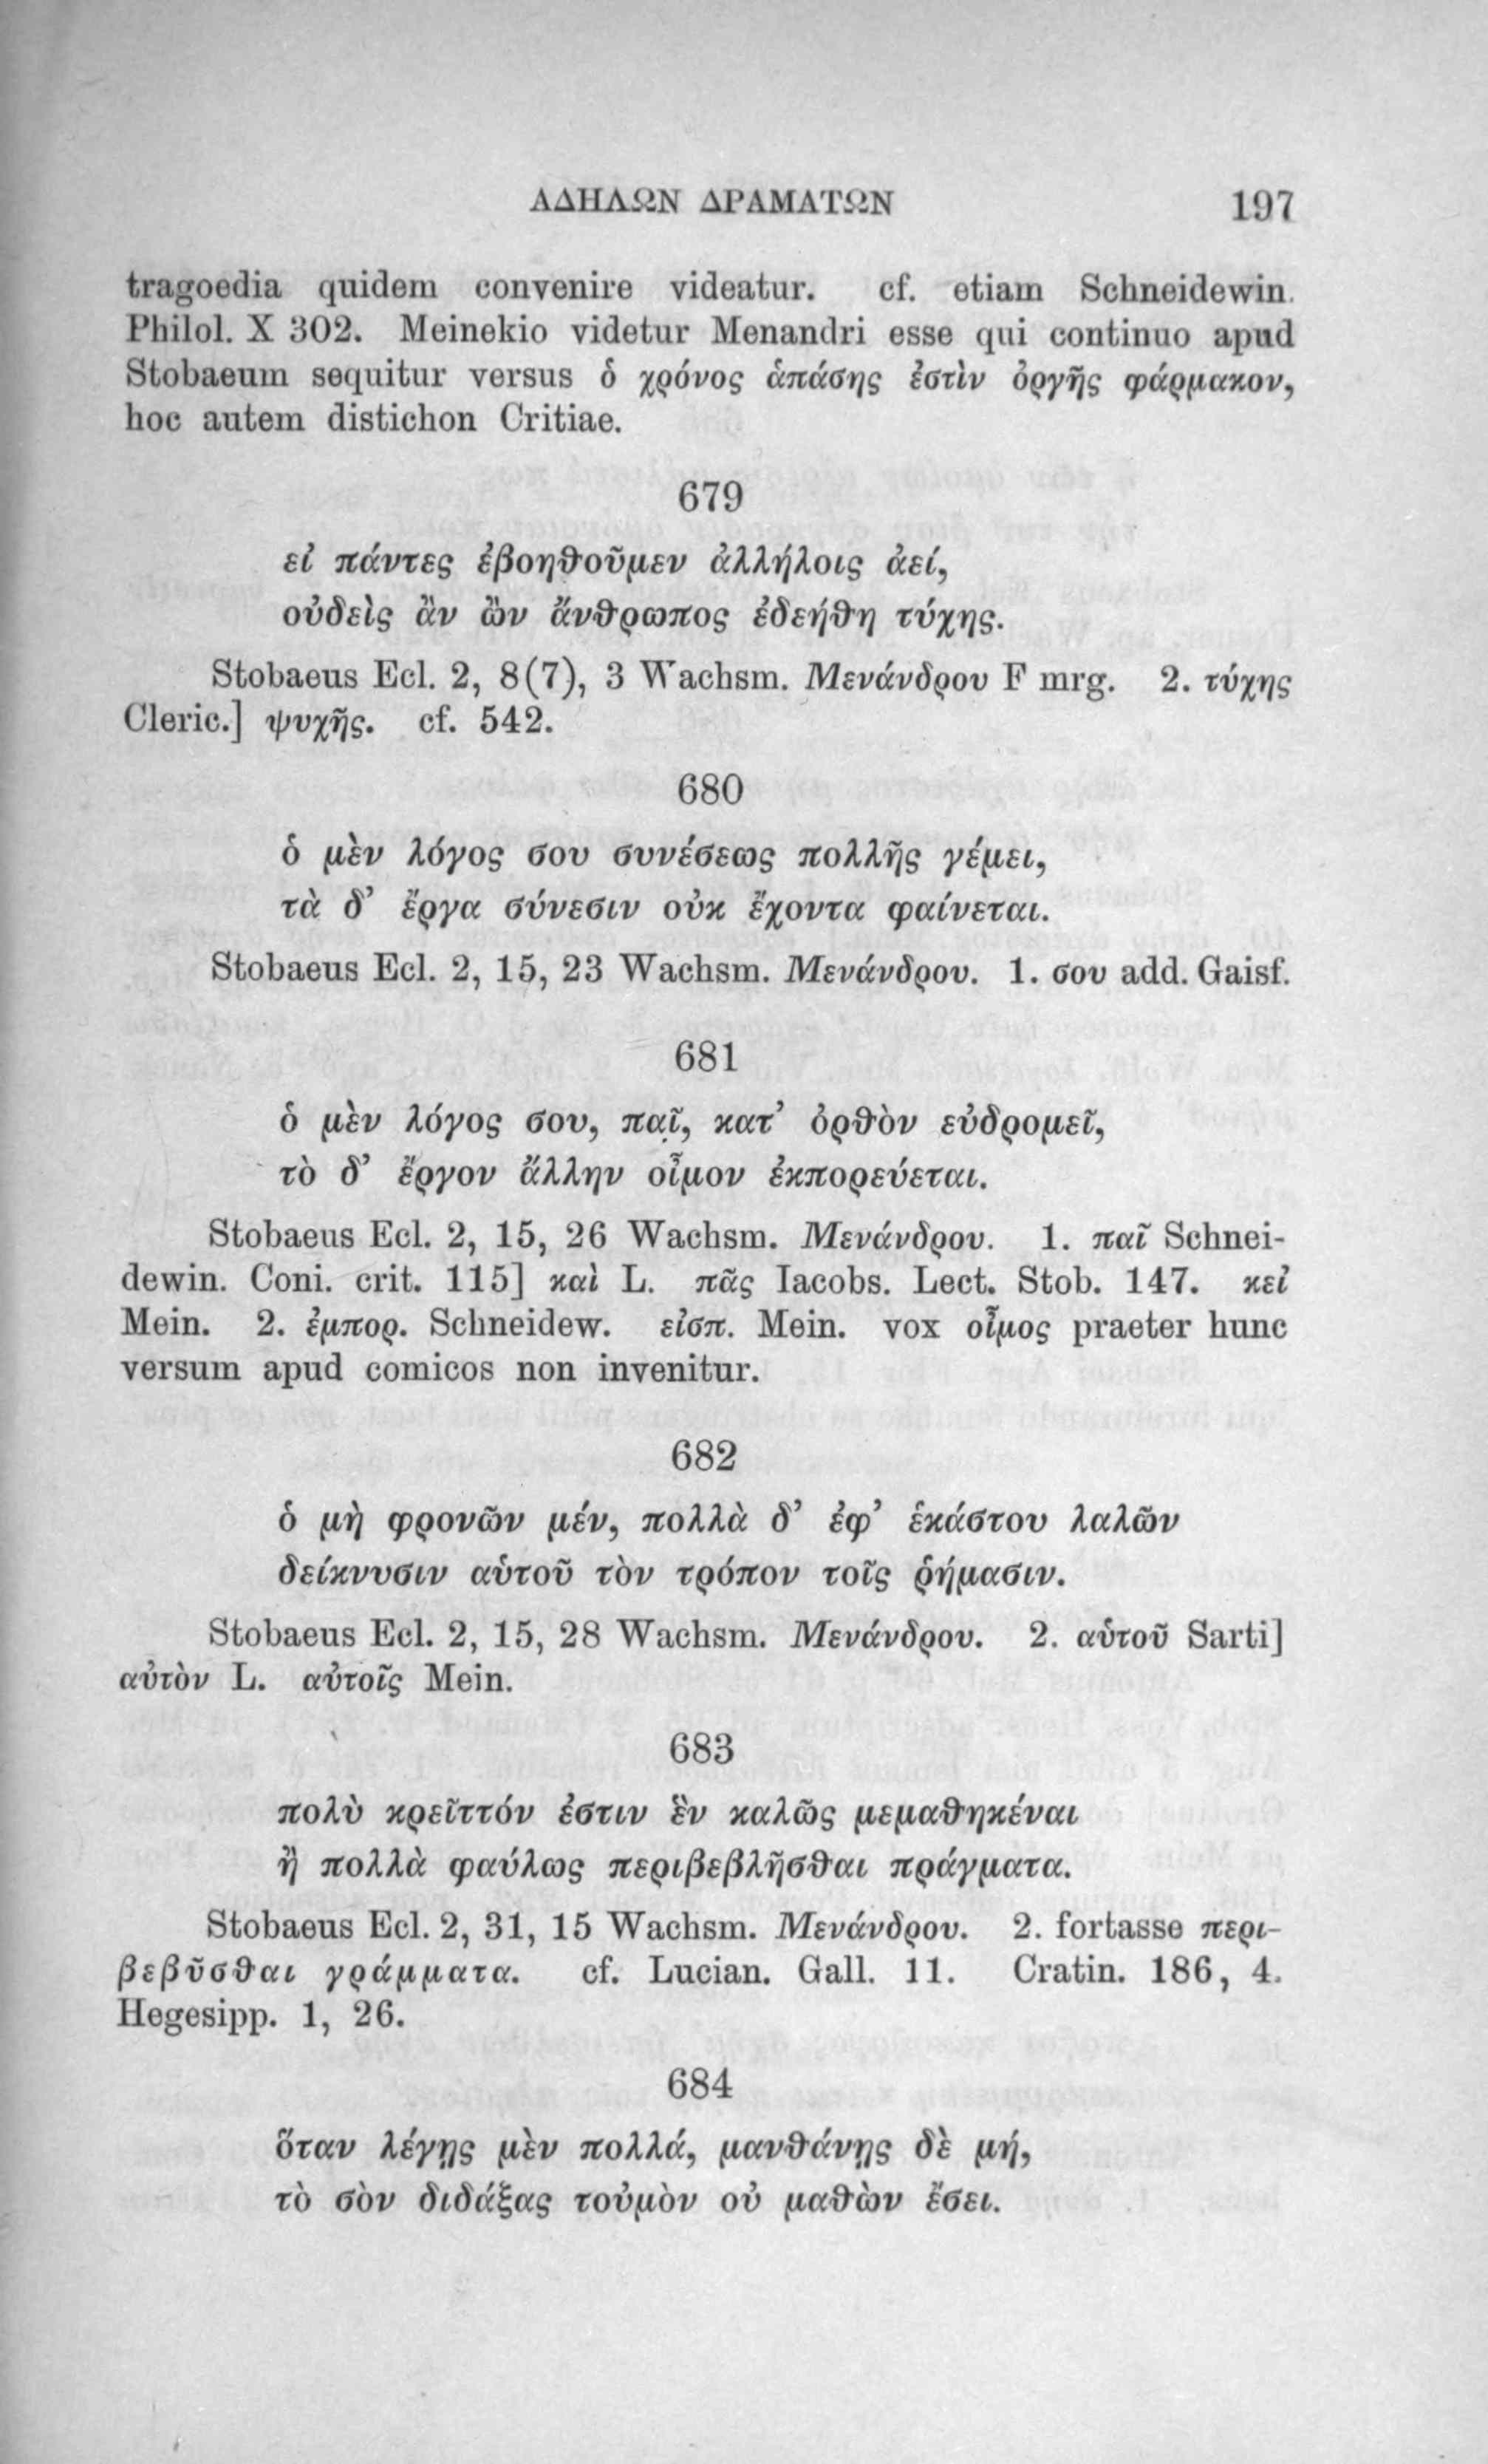 ΑΔΗΛΩΝ ΔΡΑΜΑΤΩΝ 197
tragoedia quidem convenire videatur. cf. etiam Schneidewin.
Philol. X 302. Meinekio videtur Menandri esse qui continuo apud
Stobaeum sequitur versus ὁ χρόνος ἁπάσης ἐστὶν ὀργῆς φάρμακον,
hoc autem distichon Critiae.
679
εἰ πάντες ἐβοηθοῦμεν ἀλλήλοις ἀεί,
οὐδεὶς ἂν ὢν ἄνθρωπος ἐδεήθη τύχης.
Stobaeus Ecl. 2, 8(7), 3 Wachsm. Μενάνδρου F mrg. 2. τύχης
Cleric.] ψυχῆς. cf. 542.
680
ὁ μὲν λόγος σου συνέσεως πολλῆς γέμει,
τὰ δ’ ἔργα σύνεσιν οὐκ ἔχοντα φαίνεται.
Stobaeus Ecl. 2, 15, 23 Wachsm. Μενάνδρου. 1. σου add. Gaisf.
681
ὁ μὲν λόγος σου, παῖ, κατ’ ὀρθὸν εὐδρομεῖ,
τὸ δ’ ἔργον ἄλλην οἶμον ἐκπορεύεται.
Stobaeus Ecl. 2, 15, 26 Wachsm. Μενάνδρου. 1. παῖ Schnei-
dewin. Coni. crit. 115] καὶ L. πᾶς Iacobs. Lect. Stob. 147. κεἰ
Mein. 2. ἐμπορ. Schneidew. εἰσπ. Mein. vox οἶμος praeter hunc
versum apud comicos non invenitur.
682
ὁ μὴ φρονῶν μέν, πολλὰ δ’ ἐφ’ ἑκάστου λαλῶν
δείκνυσιν αὑτοῦ τὸν τρόπον τοῖς ῥήμασιν.
Stobaeus Ecl. 2, 15, 28 Wachsm. Μενάνδρου. 2. αὑτοῦ Sarti]
αὐτὸν L. αὐτοῖς Mein.
683
πολὺ κρεῖττόν ἐστιν ἓν καλῶς μεμαθηκέναι
ἢ πολλὰ φαύλως περιβεβλῆσθαι πράγματα.
Stobaeus Ecl. 2, 31, 15 Wachsm. Μενάνδρου. 2. fortasse περι-
βεβῦσθαι γράμματα. cf. Lucian. Gall. 11. Cratin. 186, 4.
Hegesipp. 1, 26.
684
ὅταν λέγῃς μὲν πολλά, μανθάνῃς δὲ μή,
τὸ σὸν διδάξας τοὐμὸν οὐ μαθὼν ἔσει.